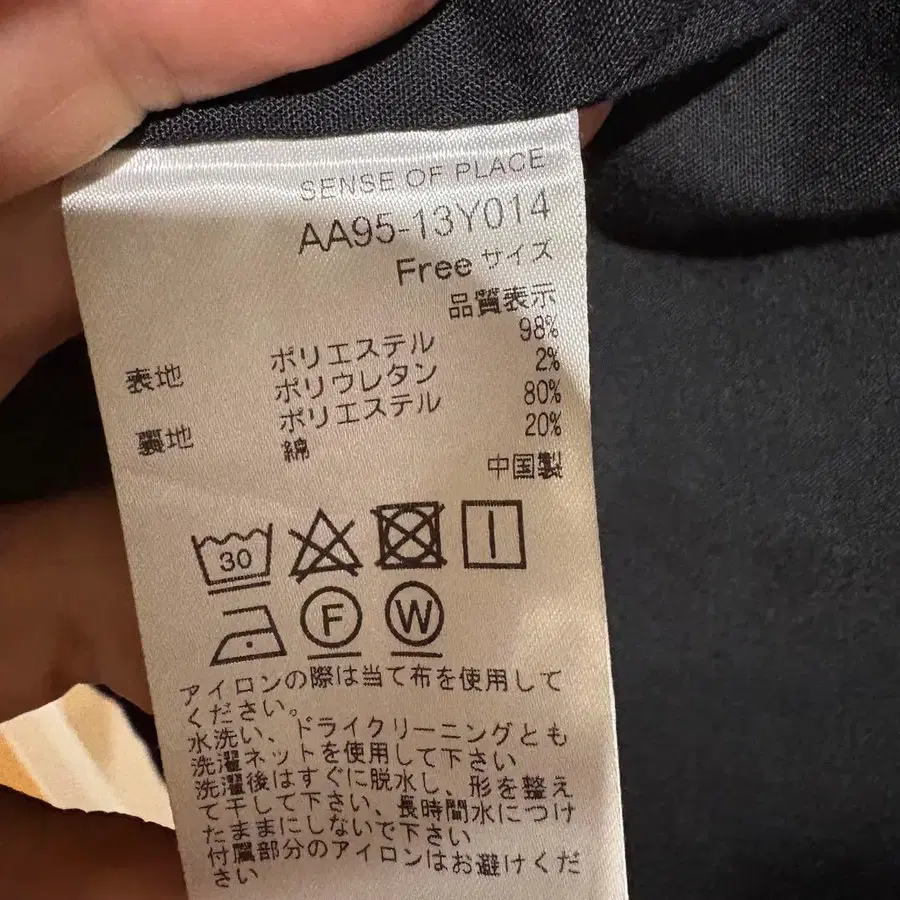 SENSE OF PLACE
AA95-13Y014
Free サイズ
品質表示
表地 ポリエステル 98%
ポリウレタン 2%
裏地 ポリエステル 80%
綿 20%
中国製
30
F W
アイロンの際は当て布を使用して
ください。
水洗い、ドライクリーニングとも
洗濯ネットを使用して下さい
洗濯後はすぐに脱水し、形を整え
て干して下さい、長時間水につけ
たままにしないで下さい
付属部分のアイロンはお避けくだ
さい